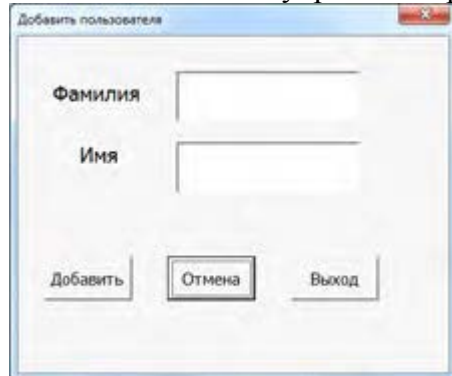 Добавить пользователя
Фамилия
Имя
Добавить Отмена Выход